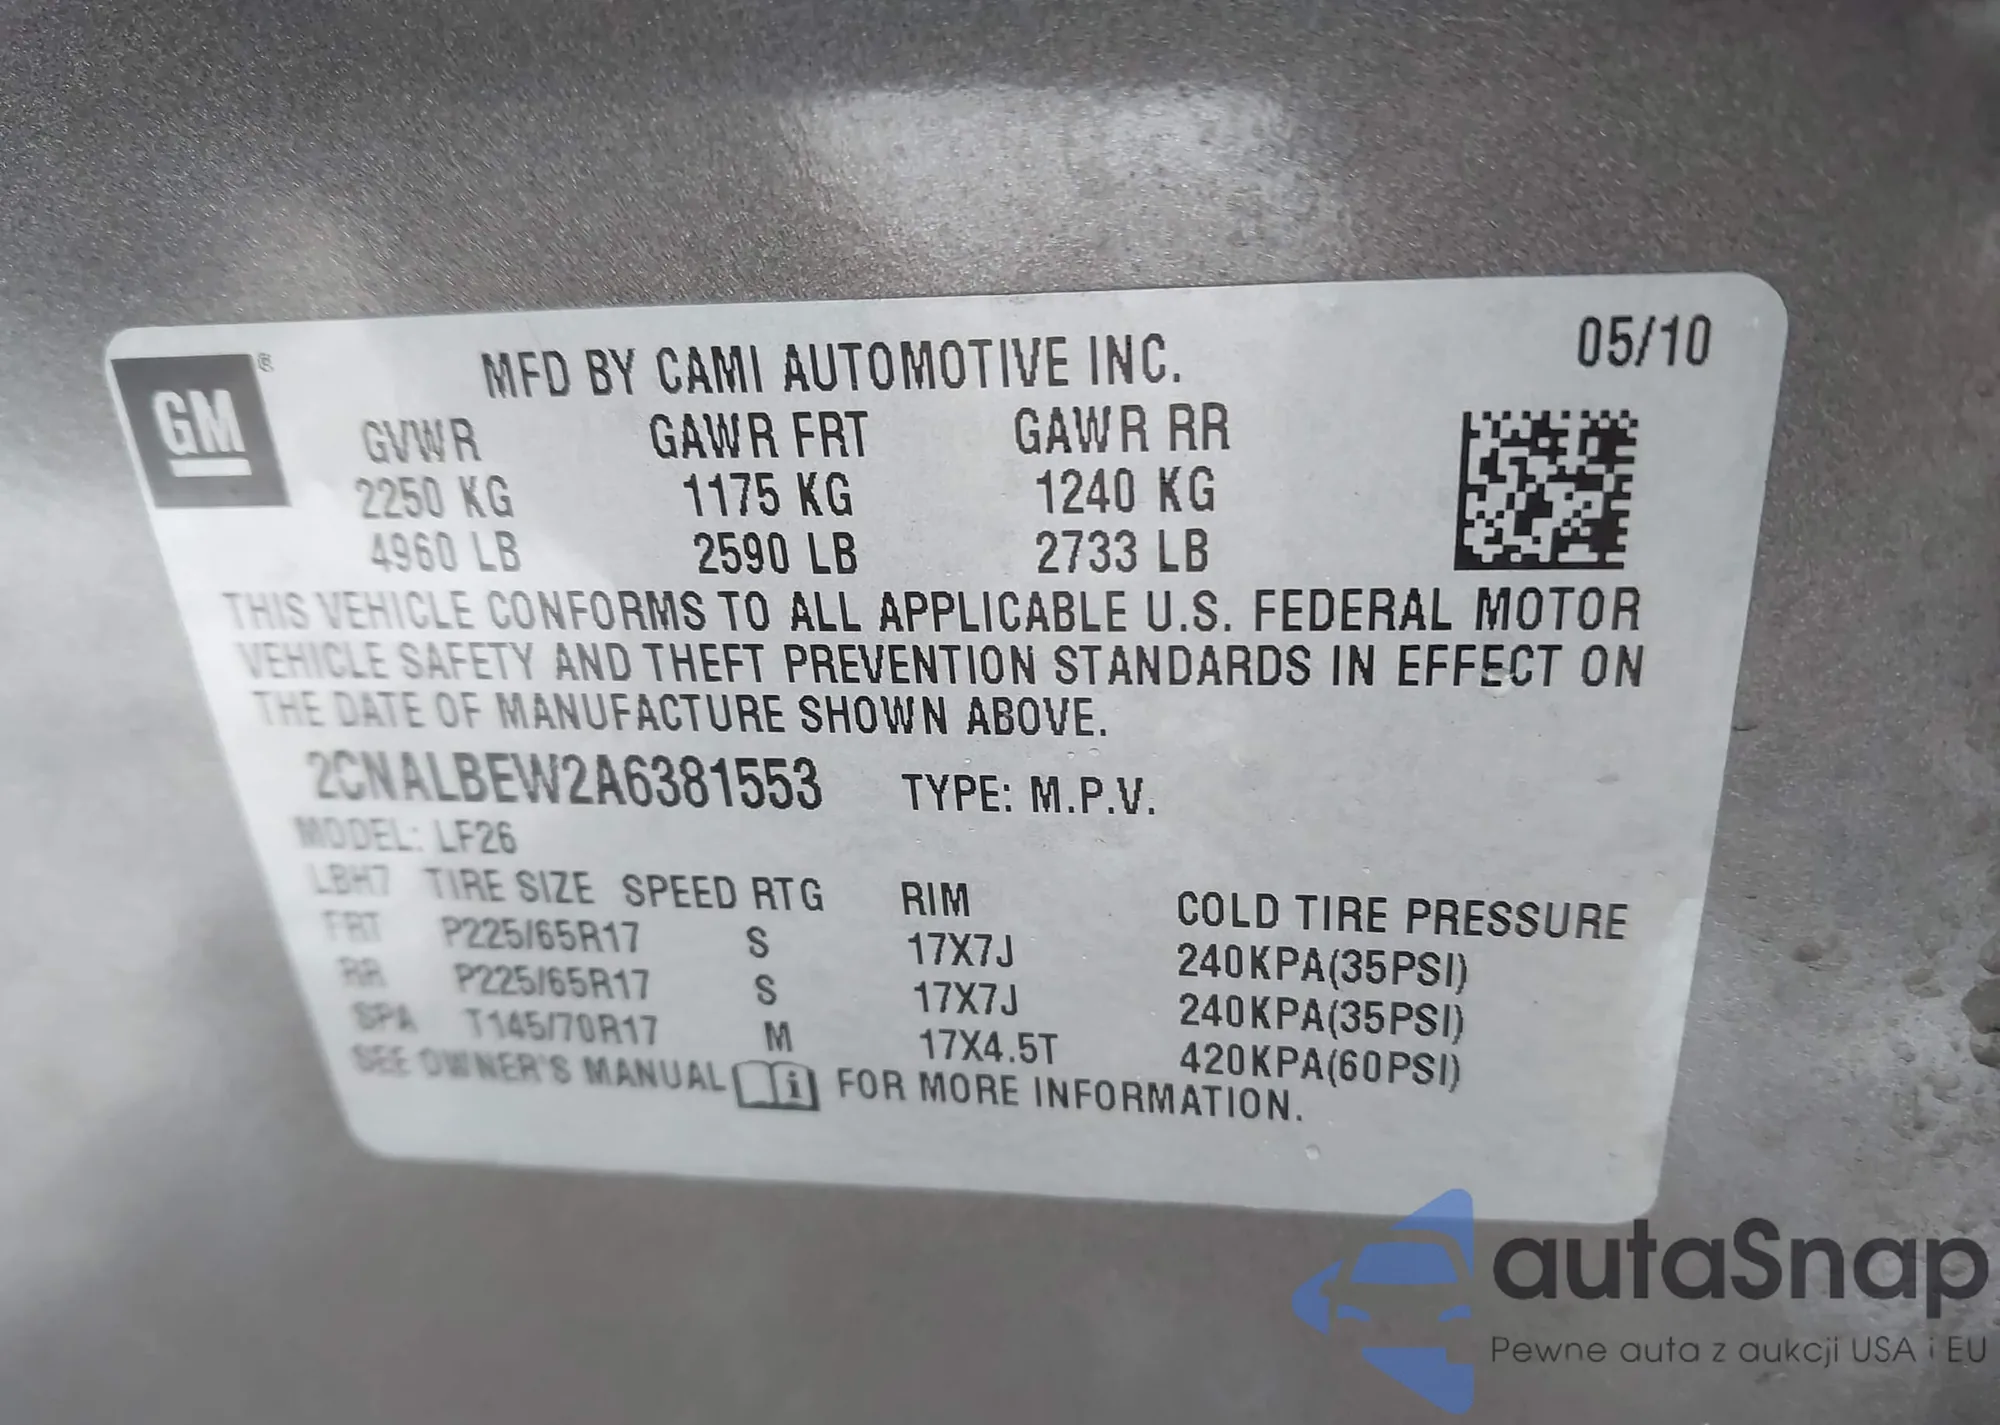 GM®
MFD BY CAMI AUTOMOTIVE INC. 05/10
GVWR GAWR FRT GAWR RR
2250 KG 1175 KG 1240 KG
4960 LB 2590 LB 2733 LB
THIS VEHICLE CONFORMS TO ALL APPLICABLE U.S. FEDERAL MOTOR
VEHICLE SAFETY AND THEFT PREVENTION STANDARDS IN EFFECT ON
THE DATE OF MANUFACTURE SHOWN ABOVE.
2CNALBEW2A6381553 TYPE: M.P.V.
MODEL: LF26
LBH7 TIRE SIZE SPEED RTG RIM COLD TIRE PRESSURE
FRT P225/65R17 S 17X7J 240KPA(35PSI)
RR P225/65R17 S 17X7J 240KPA(35PSI)
SPA T145/70R17 M 17X4.5T 420KPA(60PSI)
SEE OWNER'S MANUAL i FOR MORE INFORMATION.
autaSnap
Pewne auta z aukcji USA i EU